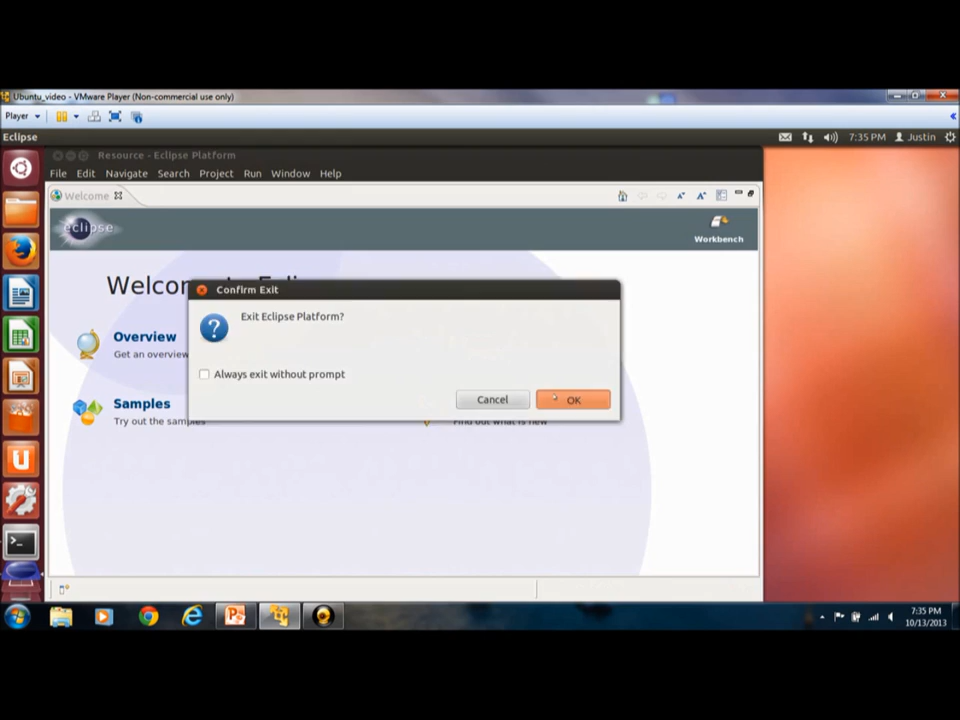 Ubuntu_video - VMware Player (Non-commercial use only)
Player
Eclipse
7:35 PM
Justin
Resource - Eclipse Platform
File Edit Navigate Search Project Run Window Help
Welcome
eclipse
Workbench
Confirm Exit
Exit Eclipse Platform?
Overview
Get an overview
Always exit without prompt
Cancel
OK
Samples
Try out the samples
Find out what is new
7:35 PM
10/13/2013